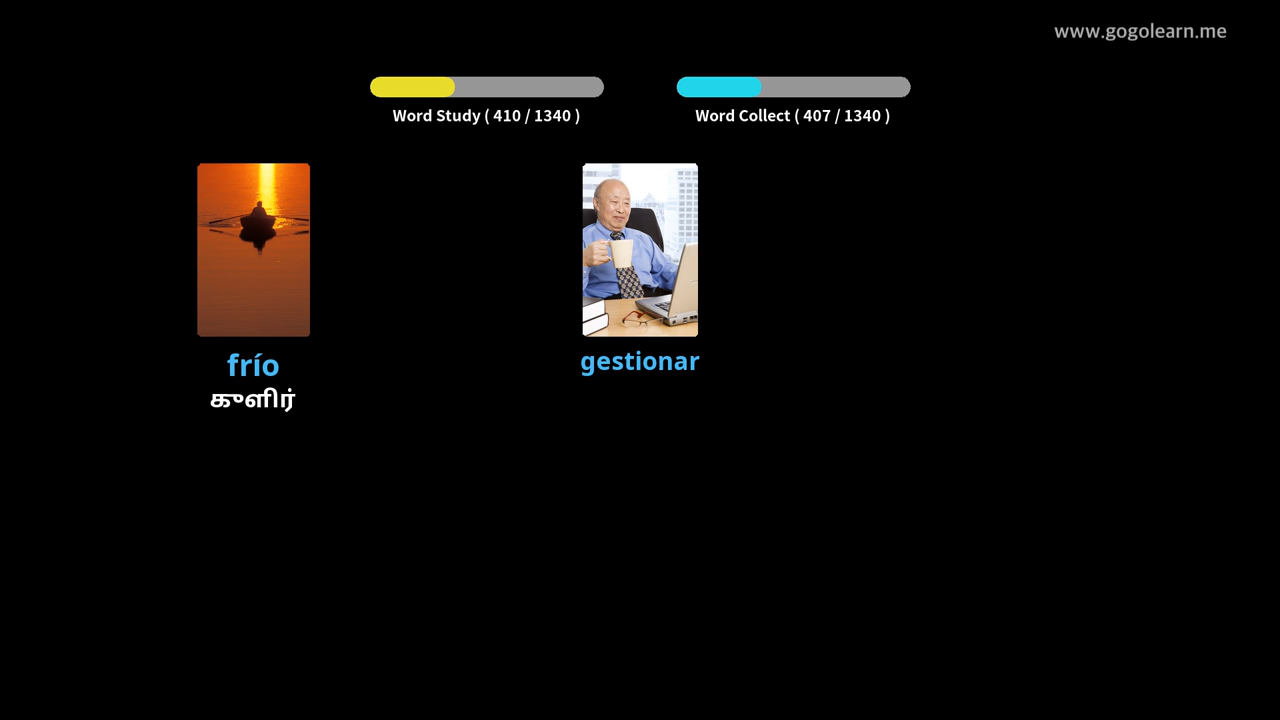 www.gogolearn.me
Word Study ( 410 / 1340 )
Word Collect ( 407 / 1340 )
frío
குளிர்
gestionar